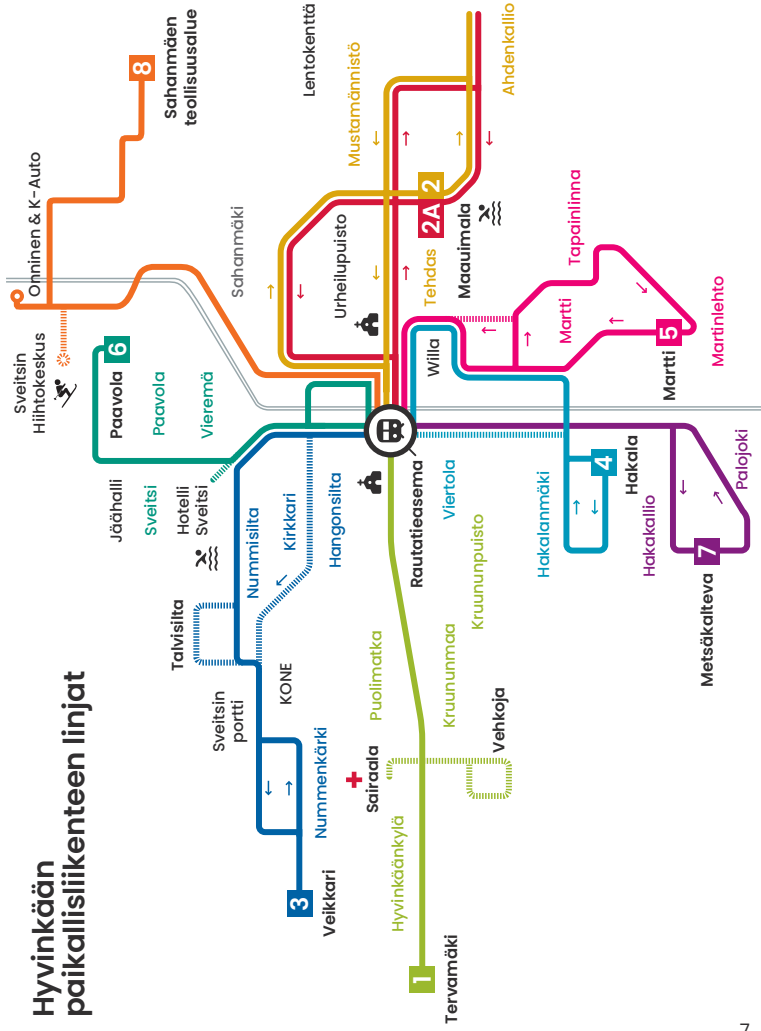 Hyvinkään
paikallisliikenteen linjat
Sveitsin
Hiihtokeskus
Onninen & K-Auto
8
Sahanmäen
teollisuusalue
6
Paavola
Paavola
Vieremä
Jäähalli
Sveitsi
Hotelli
Sveitsi
Sahanmäki
Lentokenttä
Urheilupuisto
Mustamännistö
Ahdenkallio
Tehdas
2A
2
Maauimala
Talvisilta
Nummisilta
Kirkkari
Hangonsilta
Sveitsin
portti
KONE
Nummenkärki
3
Veikkari
Rautatieasema
Willa
Viertola
Martti
Tapainlinna
Martti
5
Martinlehto
Hakalanmäki
4
Hakala
Hakakallio
Palojoki
7
Metsäkalteva
Puolimatka
Kruununmaa
Kruununpuisto
Sairaala
Vehkoja
Hyvinkäänkylä
1
Tervamäki
7